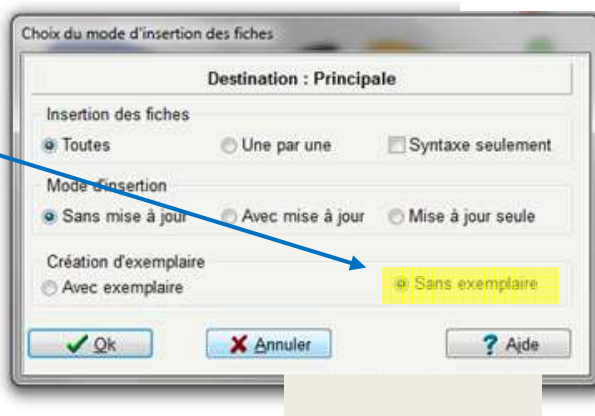 Choix du mode d'insertion des fiches
Destination : Principale
Insertion des fiches
Toutes Une par une Syntaxe seulement
Mode d'insertion
Sans mise à jour Avec mise à jour Mise à jour seule
Création d'exemplaire
Avec exemplaire Sans exemplaire
Ok Annuler Aide